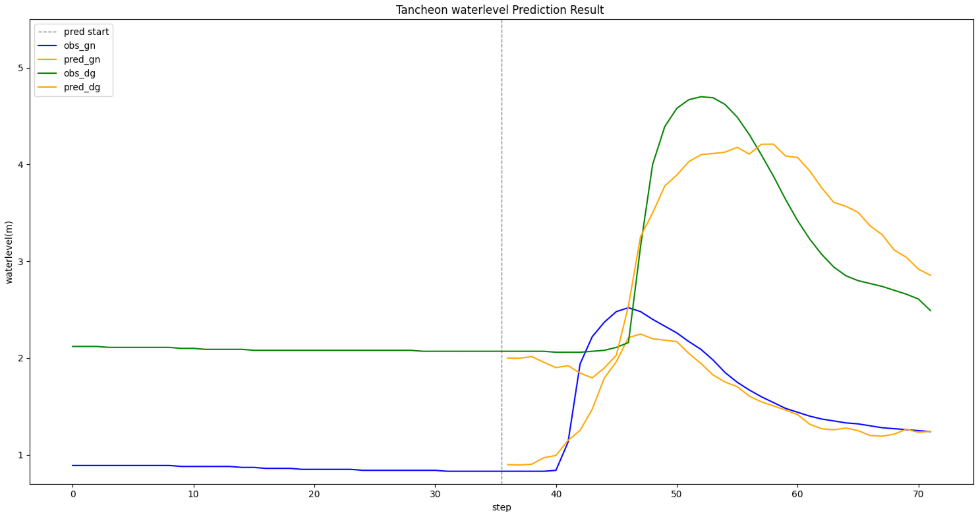 Tancheon waterlevel Prediction Result
pred start
obs_gn
pred_gn
obs_dg
pred_dg
waterlevel(m)
5
4
3
2
1
0 10 20 30 40 50 60 70
step